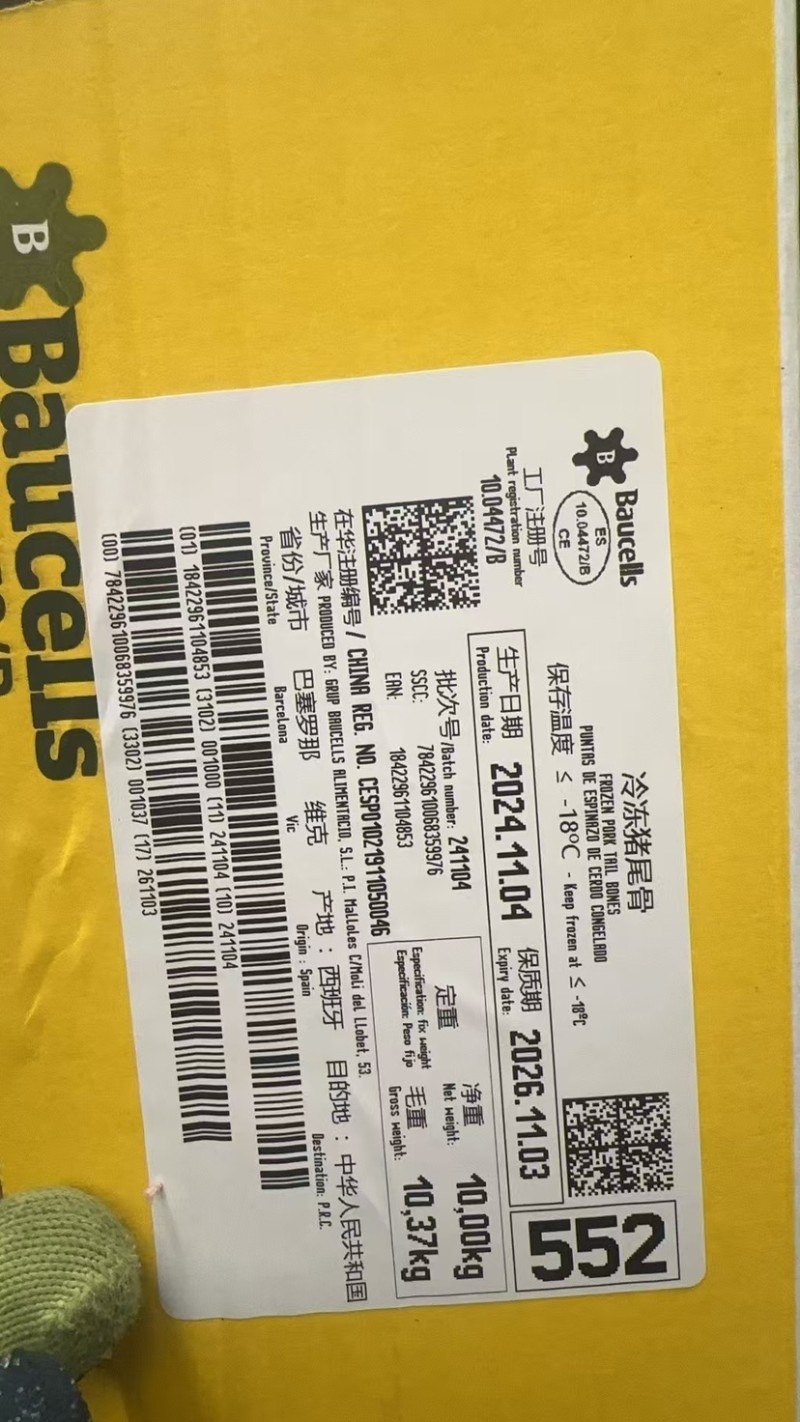 B Baucells
B
Baucells
ES
10.04472/B
CE
冷冻猪尾骨
FROZEN PORK TAIL BONES
PUNTAS DE ESPINAZO DE CERDO CONGELADO
保存温度 ≤ -18℃ - Keep frozen at ≤ -18ºC
552
工厂注册号
Plant registration number
10.04472/B
生产日期 2024.11.04 保质期 2026.11.03
Production date: Expiry date:
批次号/Batch number: 241104
SSCC: 784229610068359976
EAN: 18422961104853
定重
Especification: fix weight
Especificación: Peso fijo
净重 10,00kg
Net weight:
毛重 10,37kg
Gross weight:
在华注册编号 / CHINA REG. NO. CESP01021911050046
生产厂家 PRODUCED BY: GRUP BAUCELLS ALIMENTACIO, S.L.: P.I. Malloles C/Moli del Llobet, 53.
省份/城市 巴塞罗那 维克 产地：西班牙 目的地：中华人民共和国
Province/State Barcelona Vic Origin : Spain Destination: P.R.C.
(01) 18422961104853 (3102) 001000 (11) 241104 (10) 241104
(00) 784229610068359976 (3302) 001037 (17) 261103